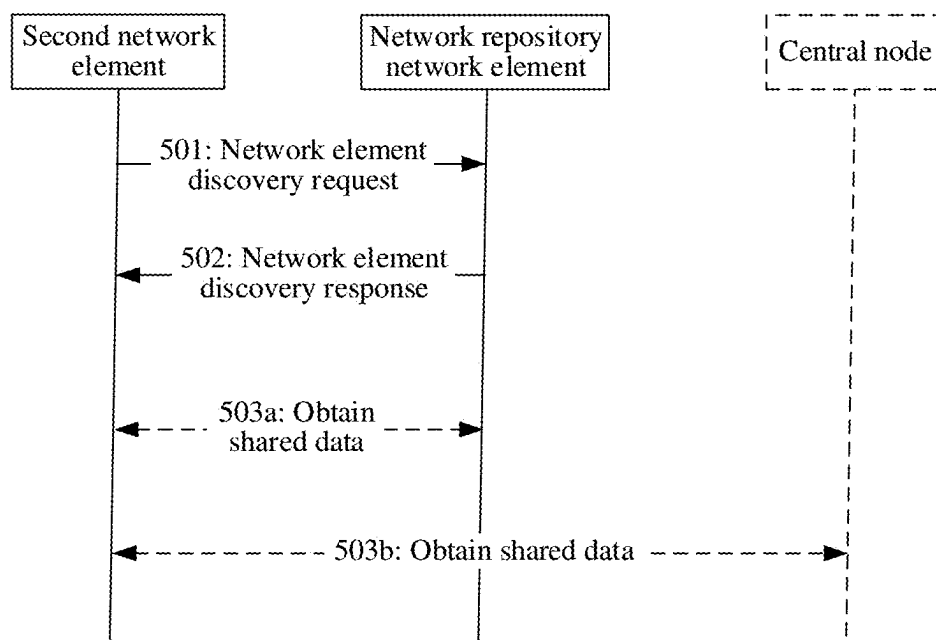 Second network
element
Network repository
network element
Central node
501: Network element
discovery request
502: Network element
discovery response
503a: Obtain
shared data
503b: Obtain shared data